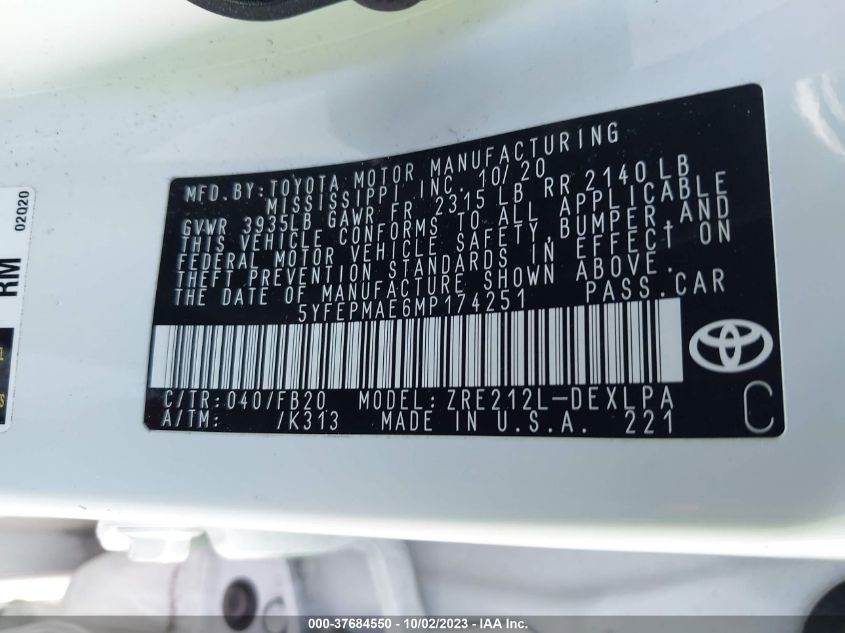 MFD. BY: TOYOTA MOTOR MANUFACTURING
MISSISSIPPI INC. 10/20
GVWR 3935LB GAWR FR 2315 LB RR 2140 LB
THIS VEHICLE CONFORMS TO ALL APPLICABLE
FEDERAL MOTOR VEHICLE SAFETY, BUMPER, AND
THEFT PREVENTION STANDARDS IN EFFECT ON
THE DATE OF MANUFACTURE SHOWN ABOVE.
5YFEPMAE6MP174251 PASS. CAR
C/TR: 040/FB20 MODEL: ZRE212L-DEXLPA
A/TM: /K313 MADE IN U.S.A. 221
C
02020
RM
000-37684550 - 10/02/2023 - IAA Inc.